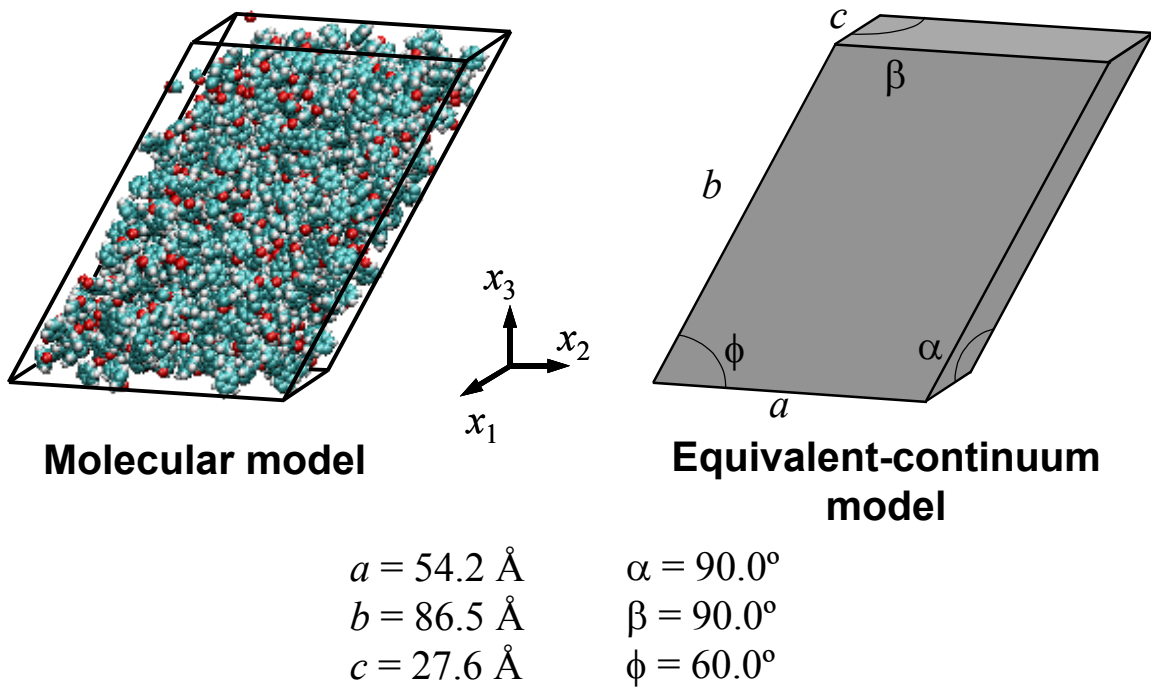 c
β
b
ϕ
α
a
x3
x2
x1
Molecular model
Equivalent-continuum
model
a = 54.2 Å α = 90.0º
b = 86.5 Å β = 90.0º
c = 27.6 Å ϕ = 60.0º